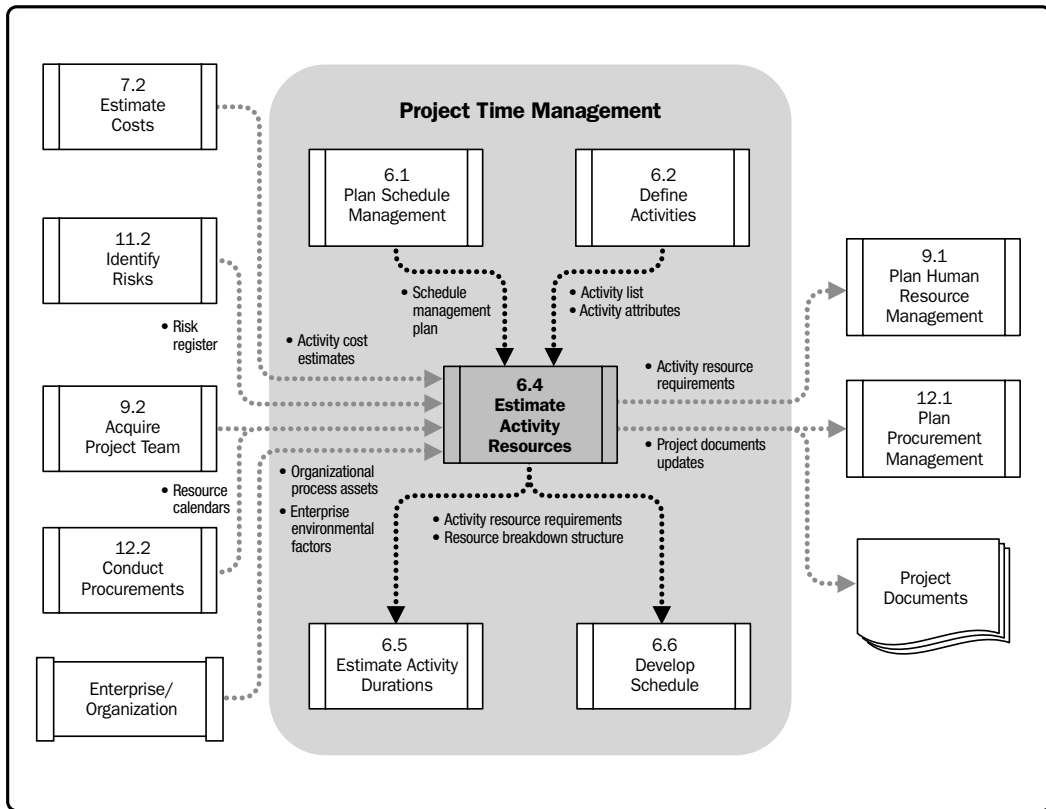 Project Time Management
7.2
Estimate
Costs
6.1
Plan Schedule
Management
6.2
Define
Activities
11.2
Identify
Risks
9.1
Plan Human
Resource
Management
• Schedule
management
plan
• Activity list
• Activity attributes
• Risk
register
• Activity cost
estimates
6.4
Estimate
Activity
Resources
• Activity resource
requirements
9.2
Acquire
Project Team
12.1
Plan
Procurement
Management
• Project documents
updates
• Resource
calendars
• Organizational
process assets
• Enterprise
environmental
factors
• Activity resource requirements
• Resource breakdown structure
12.2
Conduct
Procurements
Project
Documents
6.5
Estimate Activity
Durations
6.6
Develop
Schedule
Enterprise/
Organization